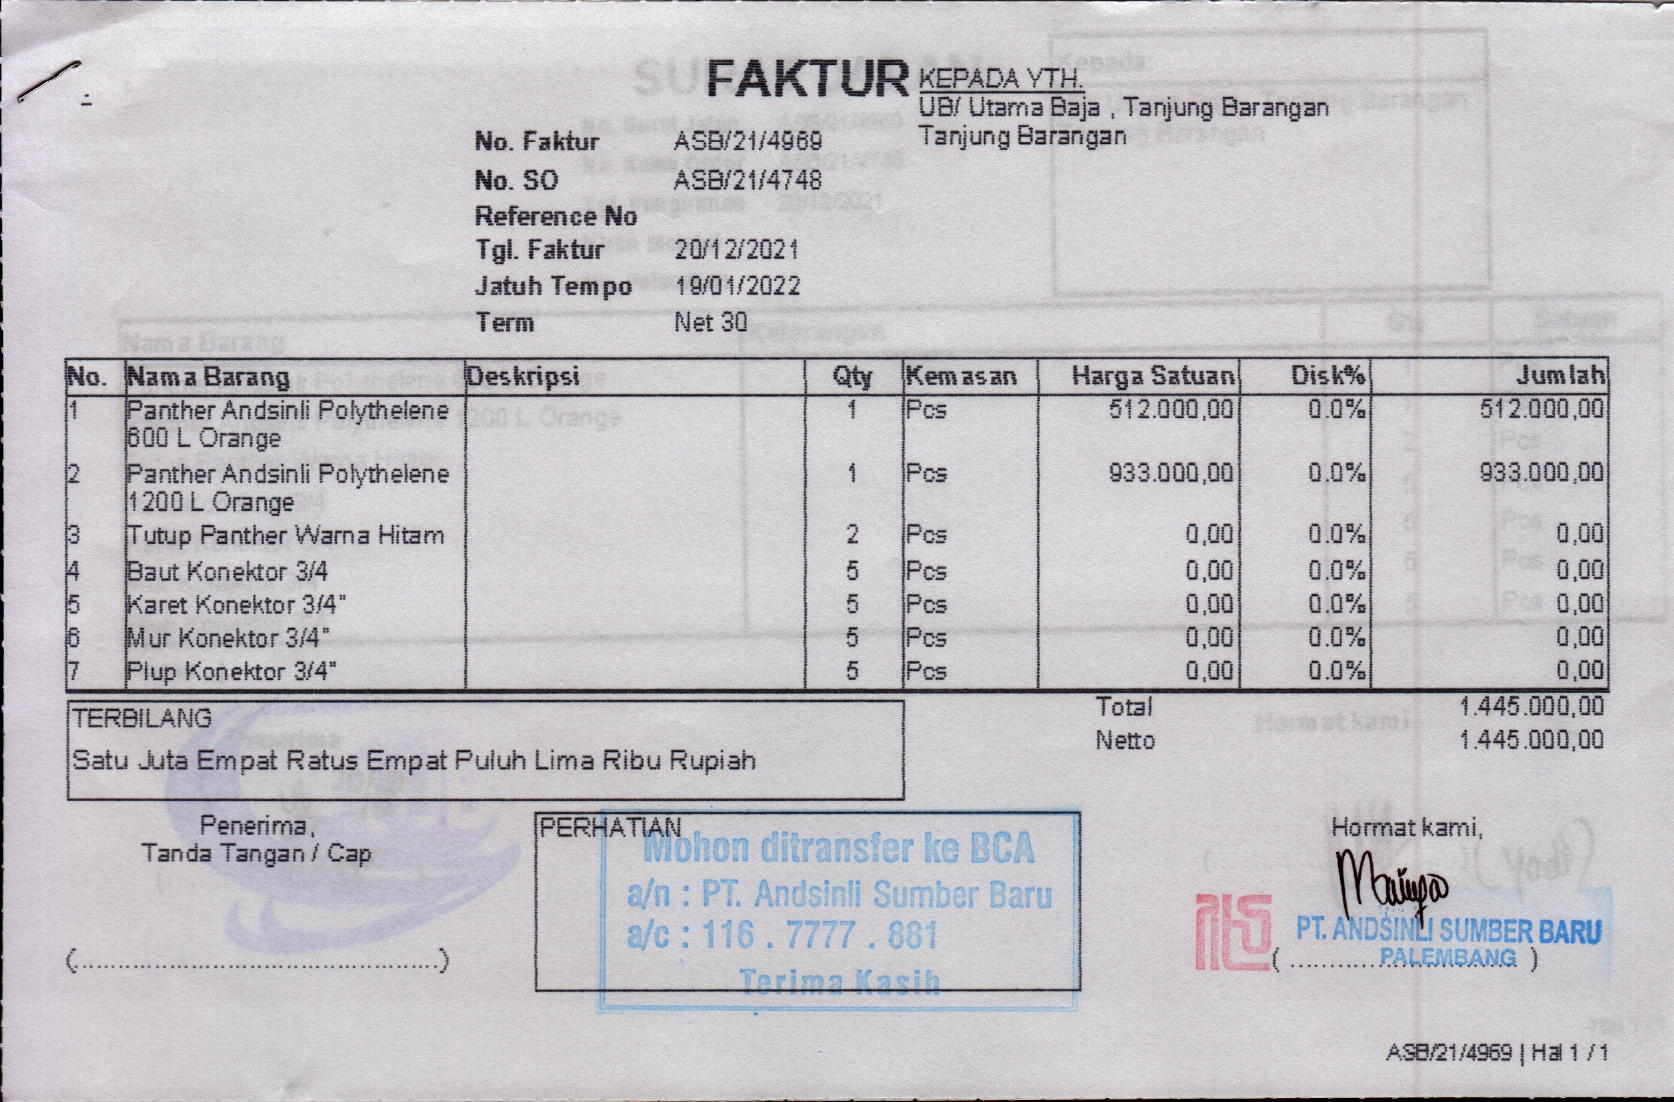 FAKTUR
KEPADA YTH.
UB/ Utama Baja , Tanjung Barangan
Tanjung Barangan
No. Faktur ASB/21/4969
No. SO ASB/21/4748
Reference No
Tgl. Faktur 20/12/2021
Jatuh Tempo 19/01/2022
Term Net 30
No. Nama Barang Deskripsi Qty Kemasan Harga Satuan Disk% Jumlah
1 Panther Andsinli Polythelene 1 Pcs 512.000,00 0.0% 512.000,00
600 L Orange
2 Panther Andsinli Polythelene 1 Pcs 933.000,00 0.0% 933.000,00
1200 L Orange
3 Tutup Panther Warna Hitam 2 Pcs 0,00 0.0% 0,00
4 Baut Konektor 3/4 5 Pcs 0,00 0.0% 0,00
5 Karet Konektor 3/4" 5 Pcs 0,00 0.0% 0,00
6 Mur Konektor 3/4" 5 Pcs 0,00 0.0% 0,00
7 Plup Konektor 3/4" 5 Pcs 0,00 0.0% 0,00
Total 1.445.000,00
Netto 1.445.000,00
TERBILANG
Satu Juta Empat Ratus Empat Puluh Lima Ribu Rupiah
Penerima,
Tanda Tangan / Cap
(..............................................)
PERHATIAN
Mohon ditransfer ke BCA
a/n : PT. Andsinli Sumber Baru
a/c : 116 . 7777 . 881
Terima Kasih
Hormat kami,
PT. ANDSINLI SUMBER BARU
PALEMBANG
ASB/21/4969 | Hal 1 / 1